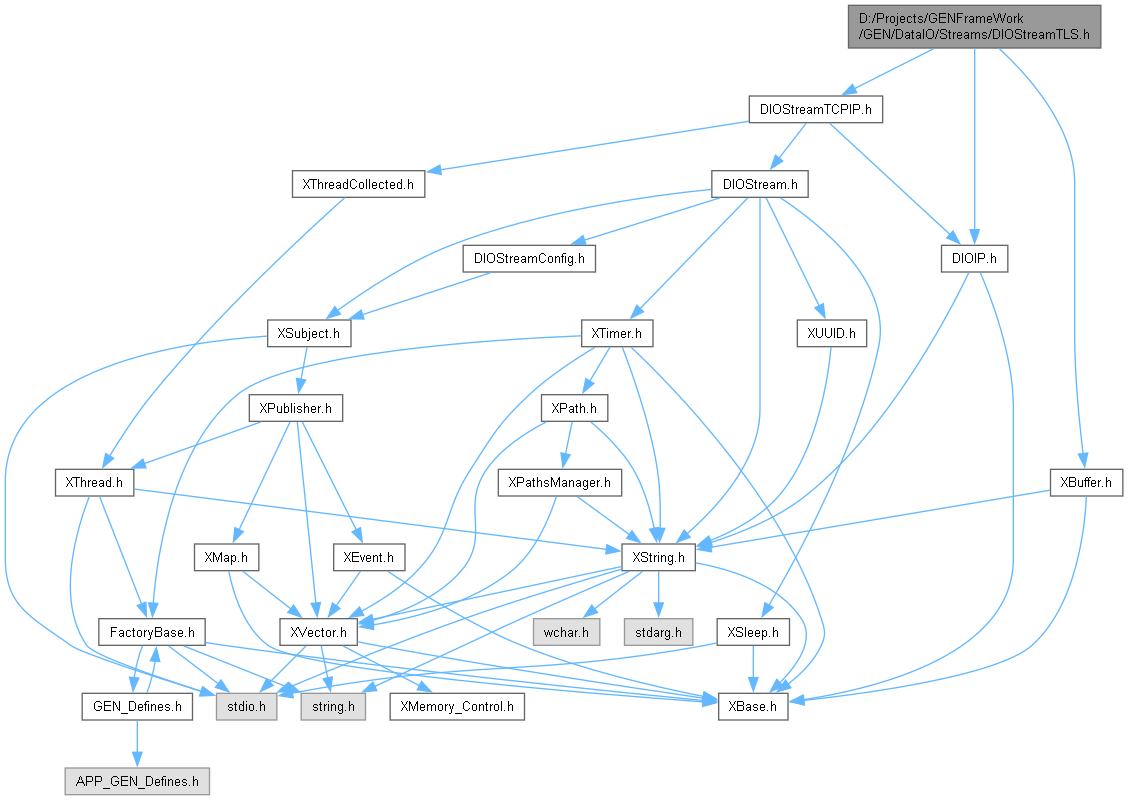 D:/Projects/GENFrameWork
/GEN/DataIO/Streams/DIOStreamTLS.h
DIOStreamTCPIP.h
XThreadCollected.h
DIOStream.h
DIOStreamConfig.h
DIOIP.h
XSubject.h
XTimer.h
XUUID.h
XPublisher.h
XPath.h
XThread.h
XPathsManager.h
XBuffer.h
XMap.h
XEvent.h
XString.h
FactoryBase.h
XVector.h
wchar.h
stdarg.h
XSleep.h
GEN_Defines.h
stdio.h
string.h
XMemory_Control.h
XBase.h
APP_GEN_Defines.h